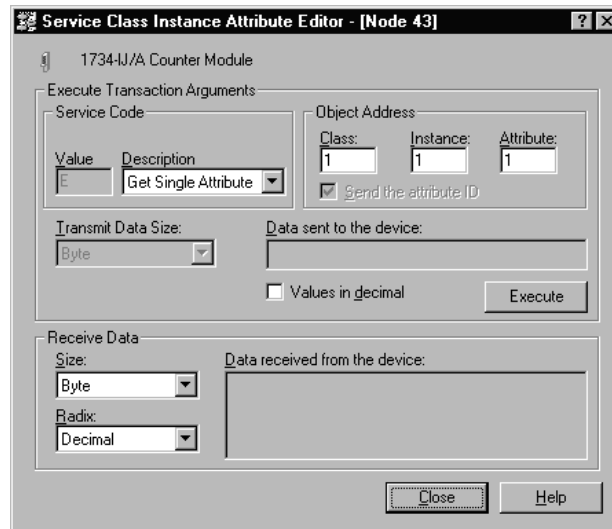 Service Class Instance Attribute Editor - [Node 43]
1734-IJ/A Counter Module
Execute Transaction Arguments
Service Code
Value Description
E Get Single Attribute
Object Address
Class: Instance: Attribute:
1 1 1
Send the attribute ID
Transmit Data Size:
Byte
Data sent to the device:
Values in decimal
Execute
Receive Data
Size:
Byte
Radix:
Decimal
Data received from the device:
Close Help